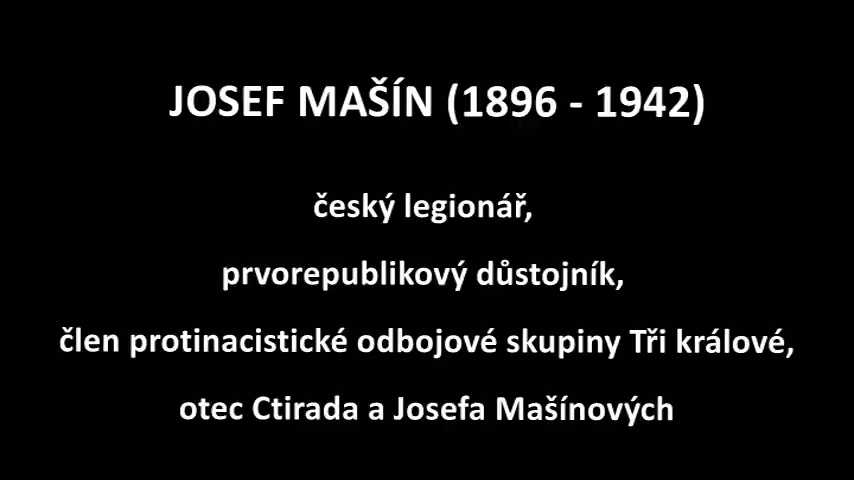 JOSEF MAŠÍN (1896 - 1942)
český legionář,
prvorepublikový důstojník,
člen protinacistické odbojové skupiny Tři králové,
otec Ctirada a Josefa Mašínových